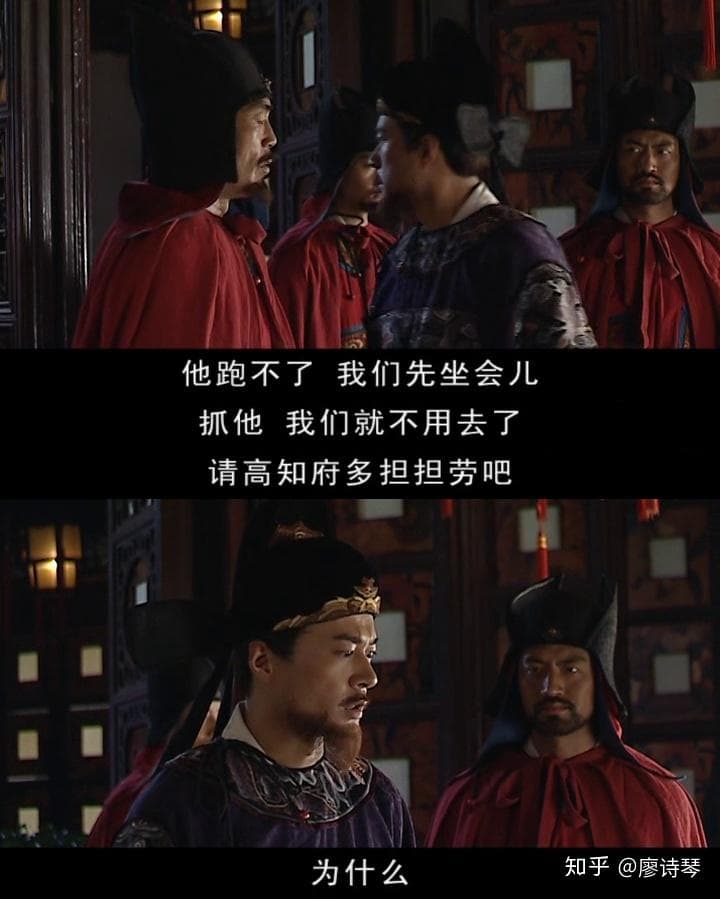 他跑不了 我们先坐会儿
抓他 我们就不用去了
请高知府多担担劳吧
为什么
知乎 @廖诗琴